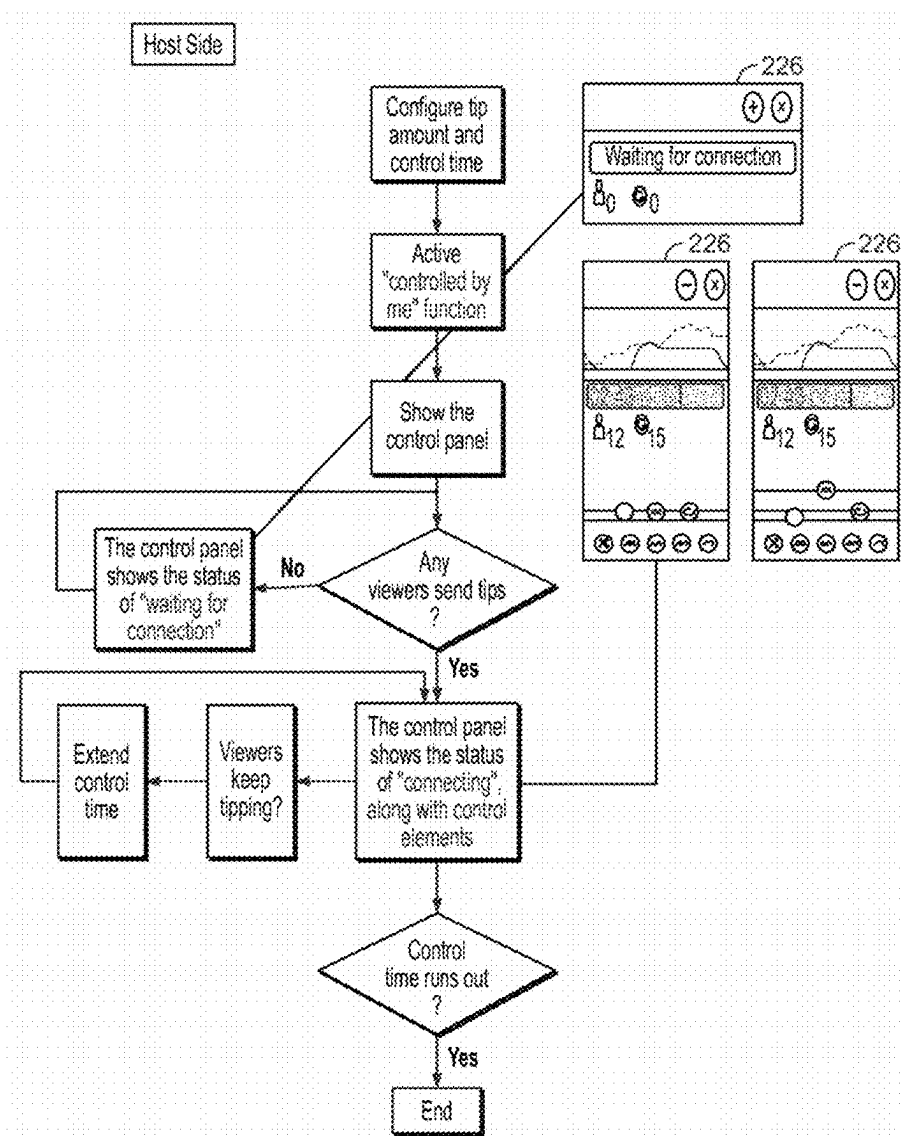 Host Side
Configure tip
amount and
control time
Active
"controlled by
me" function
Show the
control panel
Any
viewers send tips
?
No
The control panel
shows the status
of "waiting for
connection"
Yes
The control panel
shows the status
of "connecting",
along with control
elements
Viewers
keep
tipping?
Extend
control
time
Control
time runs out
?
Yes
End
226
Waiting for connection
0 0
226
12 15
226
12 15